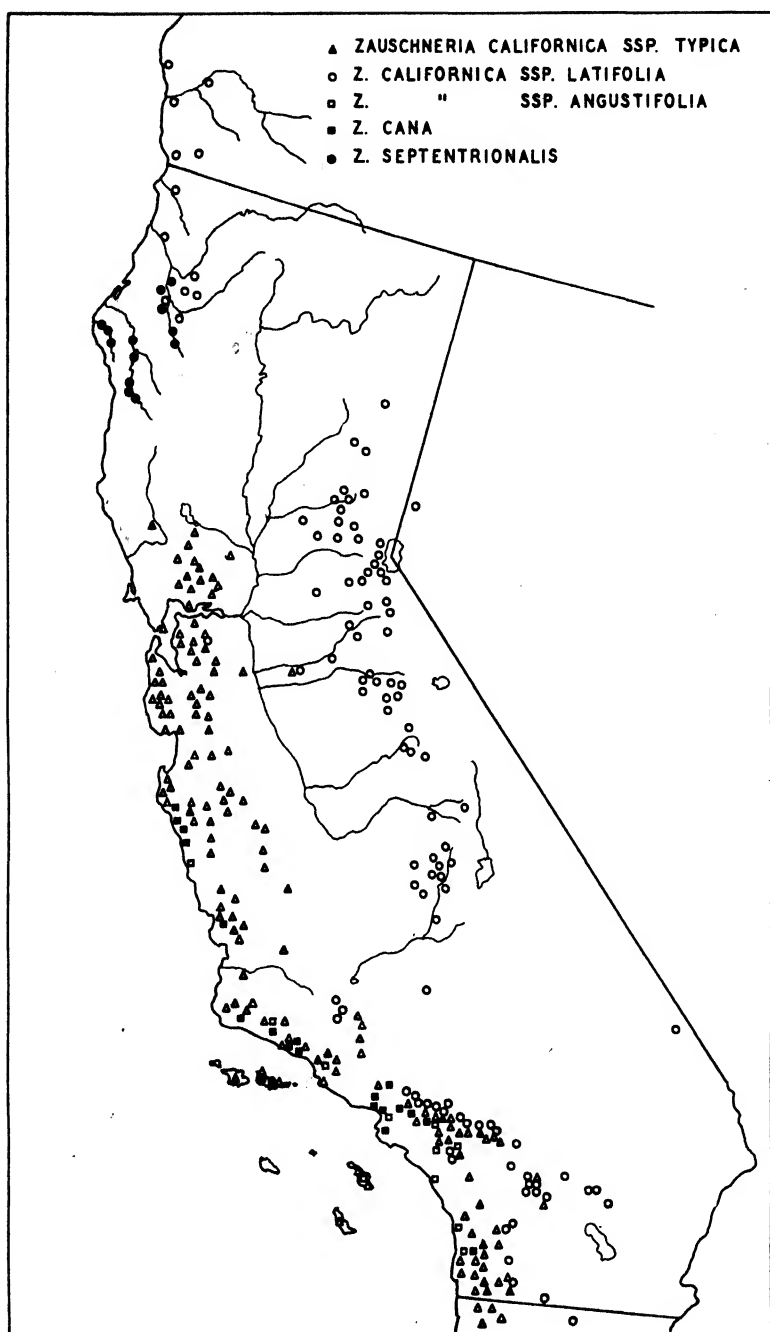 ▲ ZAUSCHNERIA CALIFORNICA SSP. TYPICA
○ Z. CALIFORNICA SSP. LATIFOLIA
□ Z. " SSP. ANGUSTIFOLIA
■ Z. CANA
● Z. SEPTENTRIONALIS